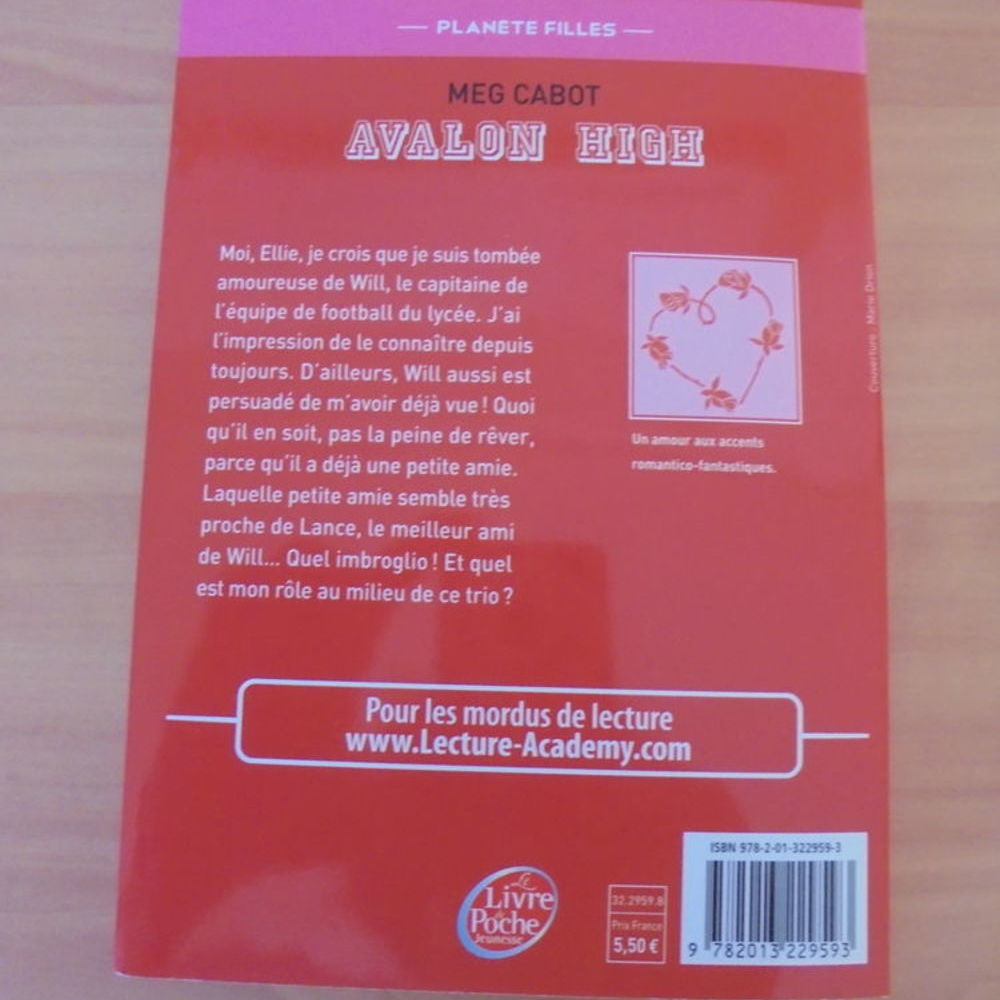 PLANÈTE FILLES
MEG CABOT
AVALON HIGH
Moi, Ellie, je crois que je suis tombée
amoureuse de Will, le capitaine de
l'équipe de football du lycée. J'ai
l'impression de le connaître depuis
toujours. D'ailleurs, Will aussi est
persuadé de m'avoir déjà vue ! Quoi
qu'il en soit, pas la peine de rêver,
parce qu'il a déjà une petite amie.
Laquelle petite amie semble très
proche de Lance, le meilleur ami
de Will... Quel imbroglio ! Et quel
est mon rôle au milieu de ce trio ?
Un amour aux accents
romantico-fantastiques.
Couverture : Marie Drion
Pour les mordus de lecture
www.Lecture-Academy.com
Le
Livre
de
Poche
Jeunesse
32.2959.8
Prix France
5,50 €
ISBN 978-2-01-322959-3
9 782013 229593